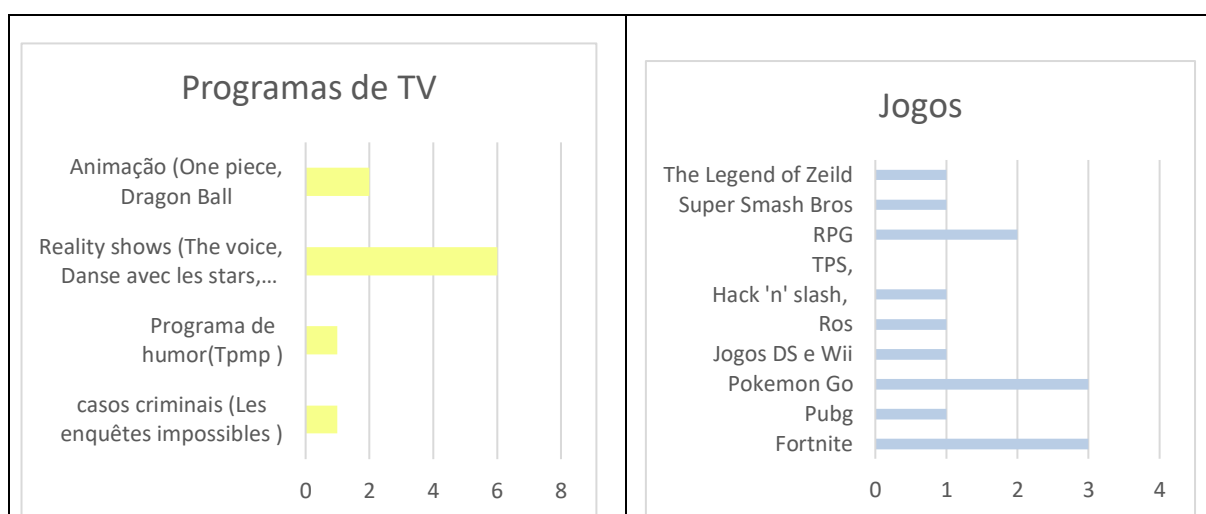 Programas de TV
Animação (One piece,
Dragon Ball
Reality shows (The voice,
Danse avec les stars,...
Programa de
humor(Tpmp )
casos criminais (Les
enquêtes impossibles )
0 2 4 6 8
Jogos
The Legend of Zeild
Super Smash Bros
RPG
TPS,
Hack 'n' slash,
Ros
Jogos DS e Wii
Pokemon Go
Pubg
Fortnite
0 1 2 3 4